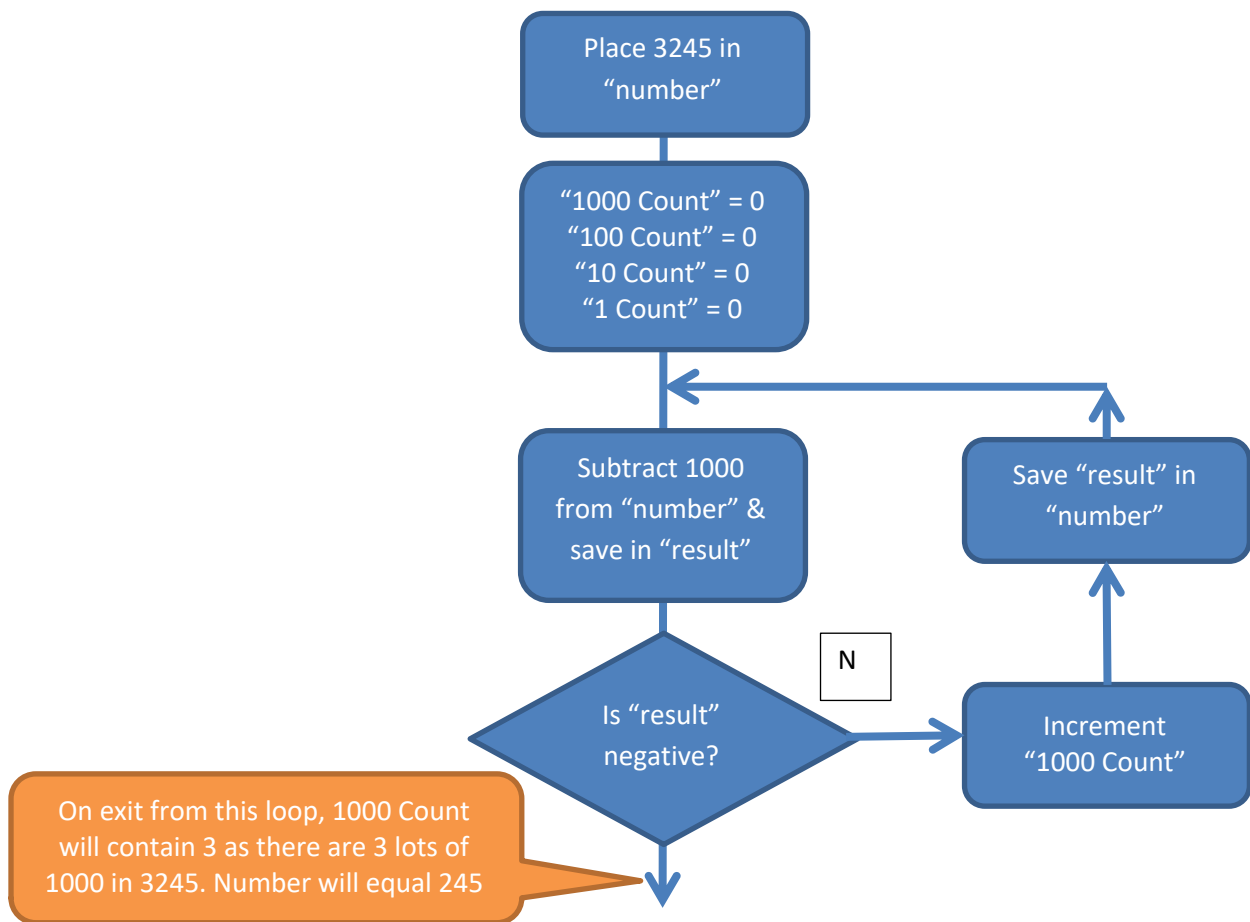 Place 3245 in
“number”
“1000 Count” = 0
“100 Count” = 0
“10 Count” = 0
“1 Count” = 0
Subtract 1000
from “number” &
save in “result”
Save “result” in
“number”
N
Is “result”
negative?
Increment
“1000 Count”
On exit from this loop, 1000 Count
will contain 3 as there are 3 lots of
1000 in 3245. Number will equal 245